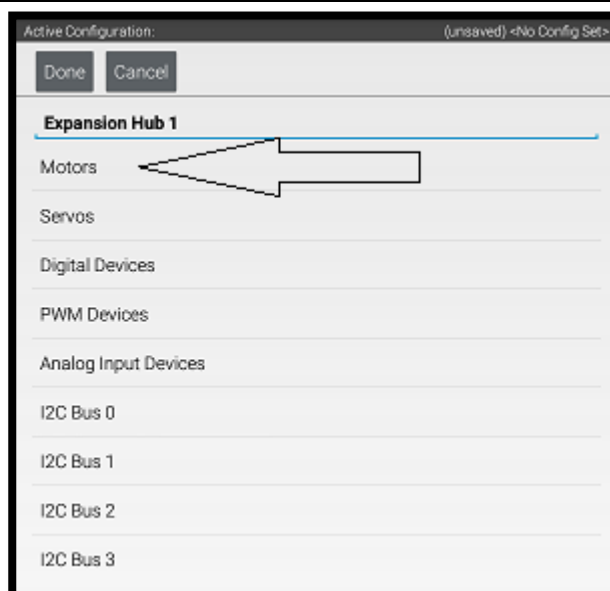 Active Configuration: (unsaved) <No Config Set>
Done Cancel
Expansion Hub 1
Motors
Servos
Digital Devices
PWM Devices
Analog Input Devices
I2C Bus 0
I2C Bus 1
I2C Bus 2
I2C Bus 3